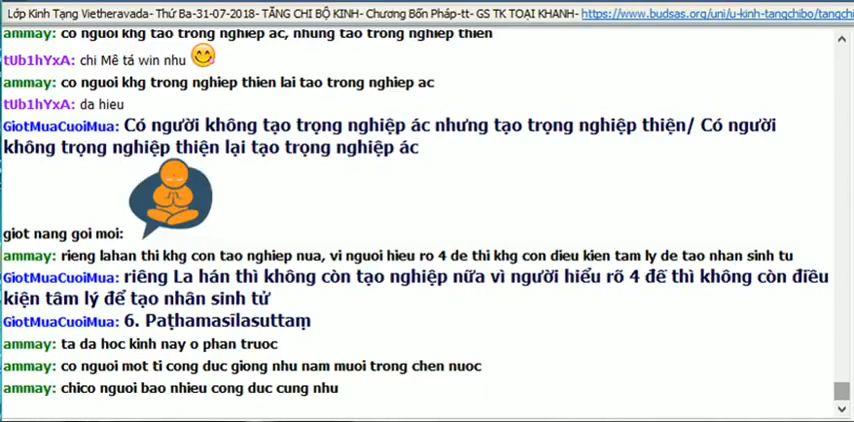 Lớp Kinh Tạng Vietheravada- Thứ Ba-31-07-2018- TĂNG CHI BỘ KINH- Chương Bốn Pháp-tt- GS TK TOẠI KHANH- https://www.budsas.org/uni/u-kinh-tangchibo/tangchi
ammay: co nguoi khg tao trong nghiep ac, nhung tao trong nghiep thien
tUb1hYxA: chi Mê tá win nhu
ammay: co nguoi khg trong nghiep thien lai tao trong nghiep ac
tUb1hYxA: da hieu
GiotMuaCuoiMua: Có người không tạo trọng nghiệp ác nhưng tạo trọng nghiệp thiện/ Có người
không trọng nghiệp thiện lại tạo trọng nghiệp ác
giot nang goi moi:
ammay: rieng lahan thi khg con tao nghiep nua, vi nguoi hieu ro 4 de thi khg con dieu kien tam ly de tao nhan sinh tu
GiotMuaCuoiMua: riêng La hán thì không còn tạo nghiệp nữa vì người hiểu rõ 4 đế thì không còn điều
kiện tâm lý để tạo nhân sinh tử
GiotMuaCuoiMua: 6. Paṭhamasīlasuttaṃ
ammay: ta da hoc kinh nay o phan truoc
ammay: co nguoi mot ti cong duc giong nhu nam muoi trong chen nuoc
ammay: chico nguoi bao nhieu cong duc cung nhu